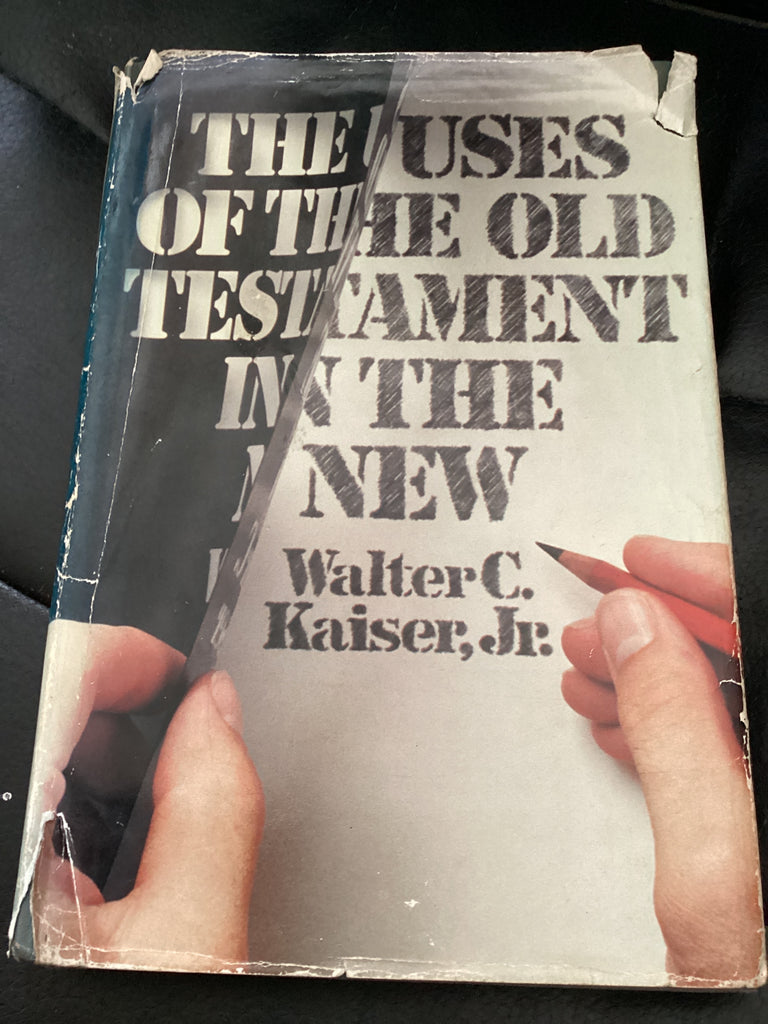 THE USES
OF THE OLD
TESTAMENT
IN THE
NEW
Walter C.
Kaiser, Jr.